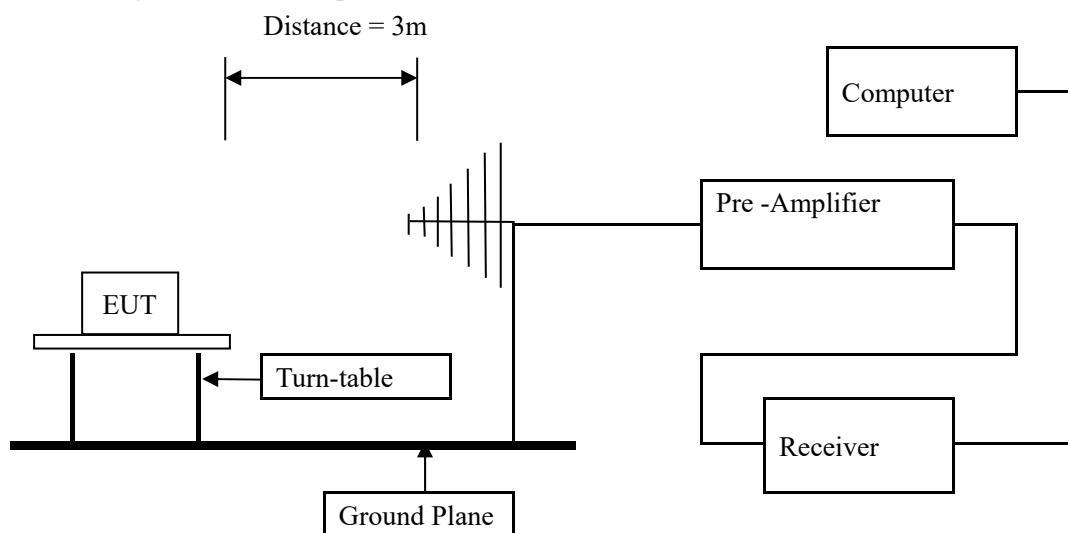 Distance = 3m
Computer
Pre -Amplifier
EUT
Turn-table
Receiver
Ground Plane